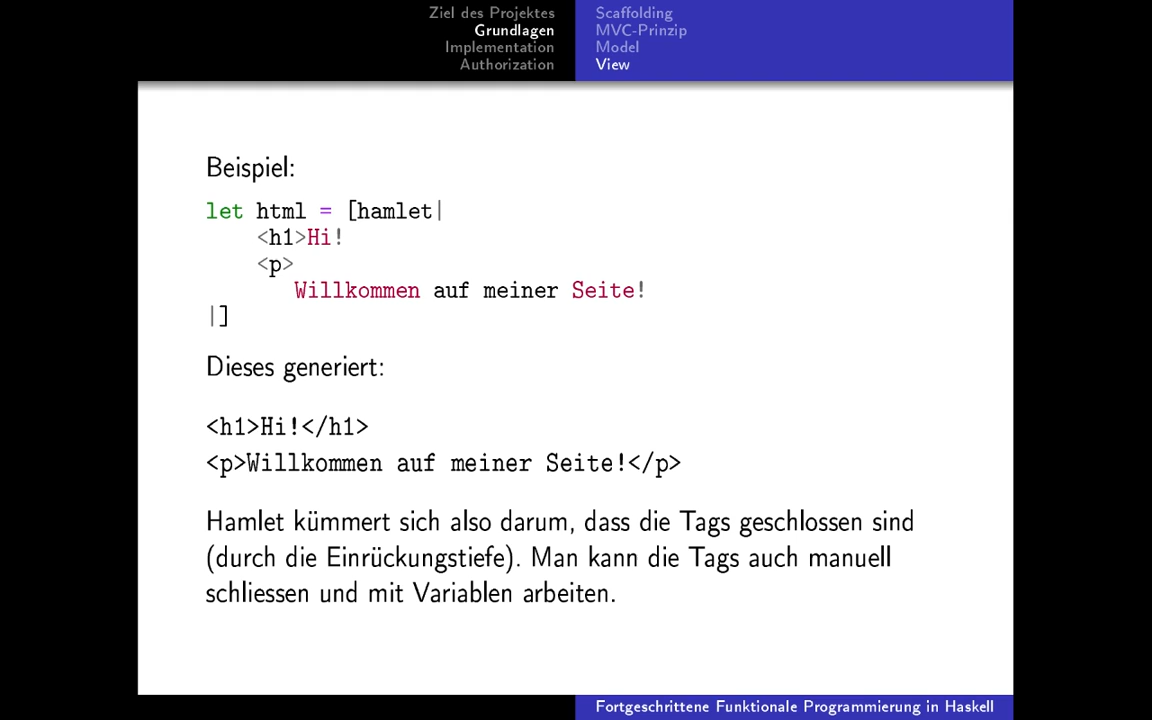 Ziel des Projektes
Grundlagen
Implementation
Authorization
Scaffolding
MVC-Prinzip
Model
View
Beispiel:
let html = [hamlet|
<h1>Hi!
<p>
Willkommen auf meiner Seite!
|]
Dieses generiert:
<h1>Hi!</h1>
<p>Willkommen auf meiner Seite!</p>
Hamlet kümmert sich also darum, dass die Tags geschlossen sind
(durch die Einrückungstiefe). Man kann die Tags auch manuell
schliessen und mit Variablen arbeiten.
Fortgeschrittene Funktionale Programmierung in Haskell